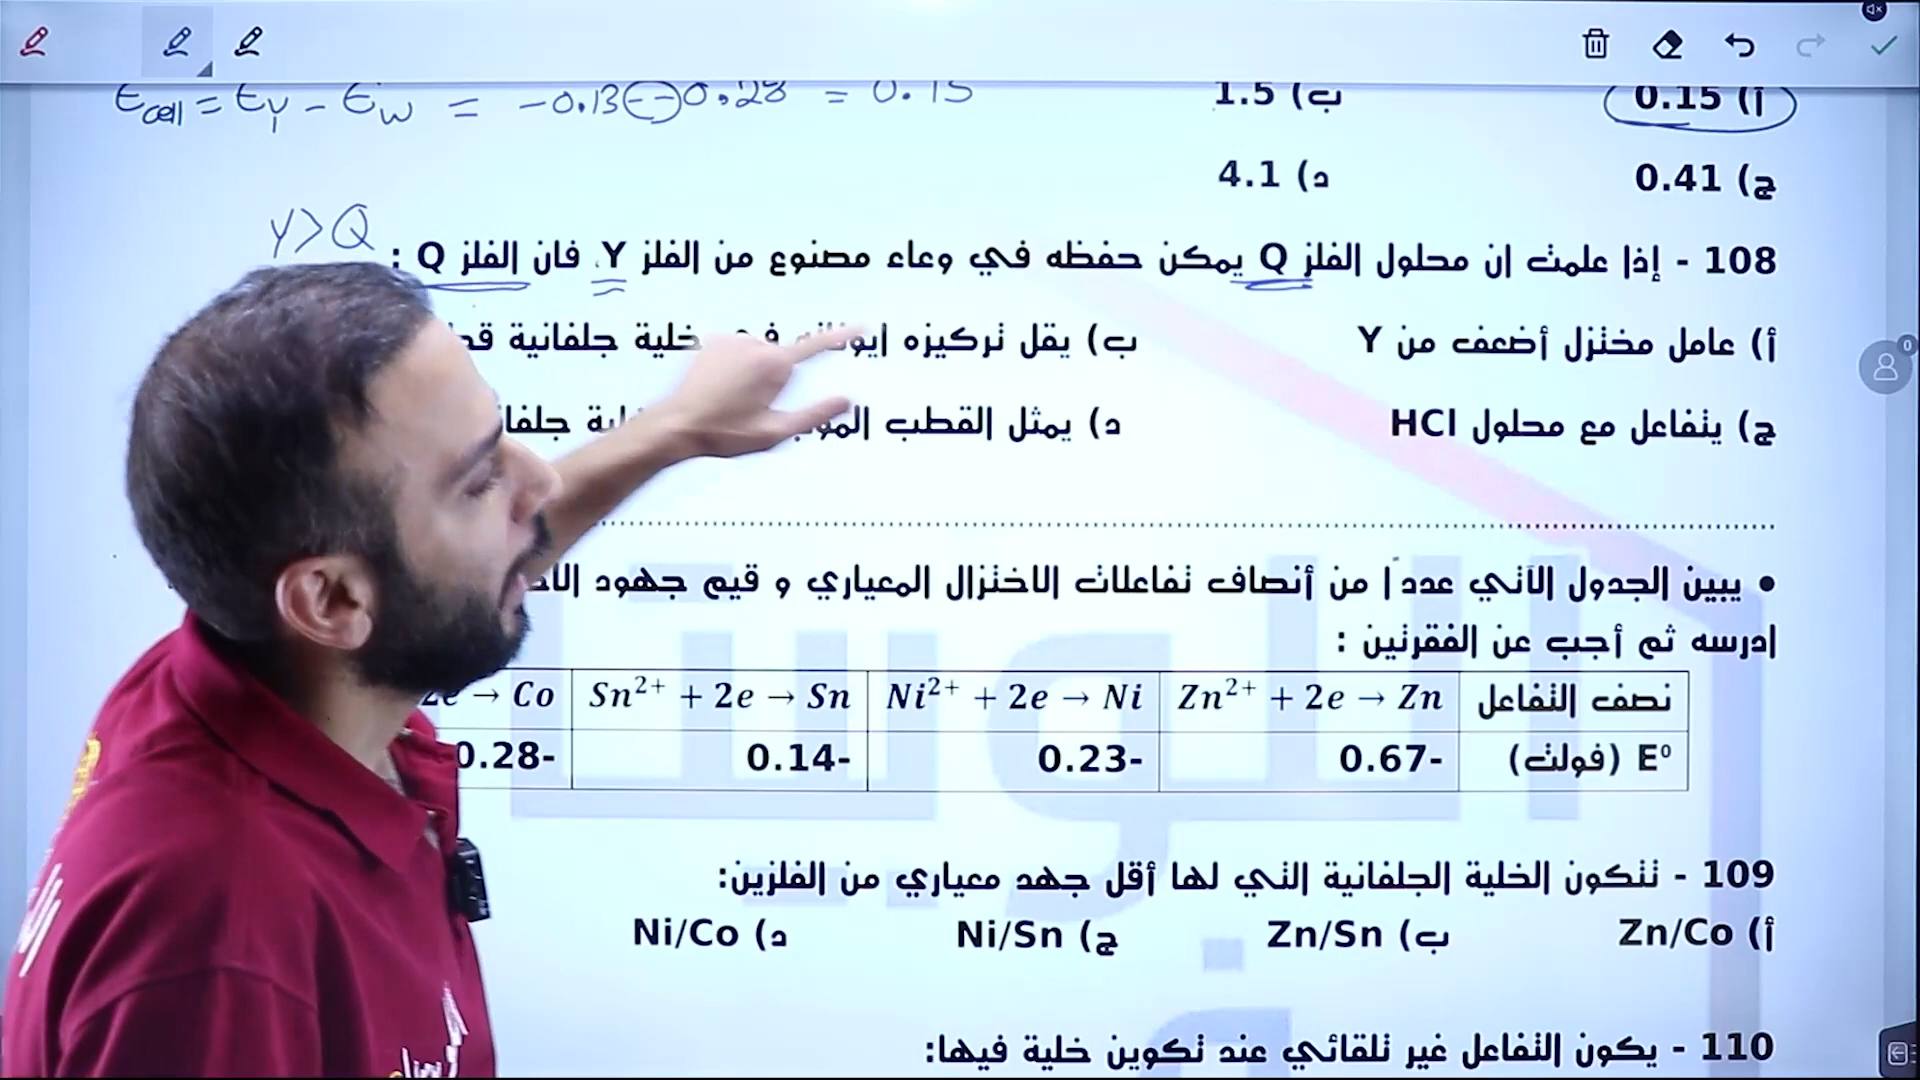 Ecell = EY - EW = -0.13 - -0.28 = 0.15
أ) 0.15 ب) 1.5
ج) 0.41 د) 4.1
Y>Q
108 - إذا علمت ان محلول الفلز Q يمكن حفظه في وعاء مصنوع من الفلز Y فان الفلز Q :
أ) عامل مختزل أضعف من Y ب) يقل تركيزه خلية جلفانية
ج) يتفاعل مع محلول HCl د) يمثل القطب
• يبين الجدول الآتي عدداً من أنصاف تفاعلات الاختزال المعياري و قيم جهود
ادرسه ثم أجب عن الفقرتين :
نصف التفاعل Zn²⁺ + 2e → Zn Ni²⁺ + 2e → Ni Sn²⁺ + 2e → Sn 2e → Co
E⁰ (فولت) 0.67- 0.23- 0.14- 0.28-
109 - تتكون الخلية الجلفانية التي لها أقل جهد معياري من الفلزين:
أ) Zn/Co ب) Zn/Sn ج) Ni/Sn د) Ni/Co
110 - يكون التفاعل غير تلقائي عند تكوين خلية فيها:
0